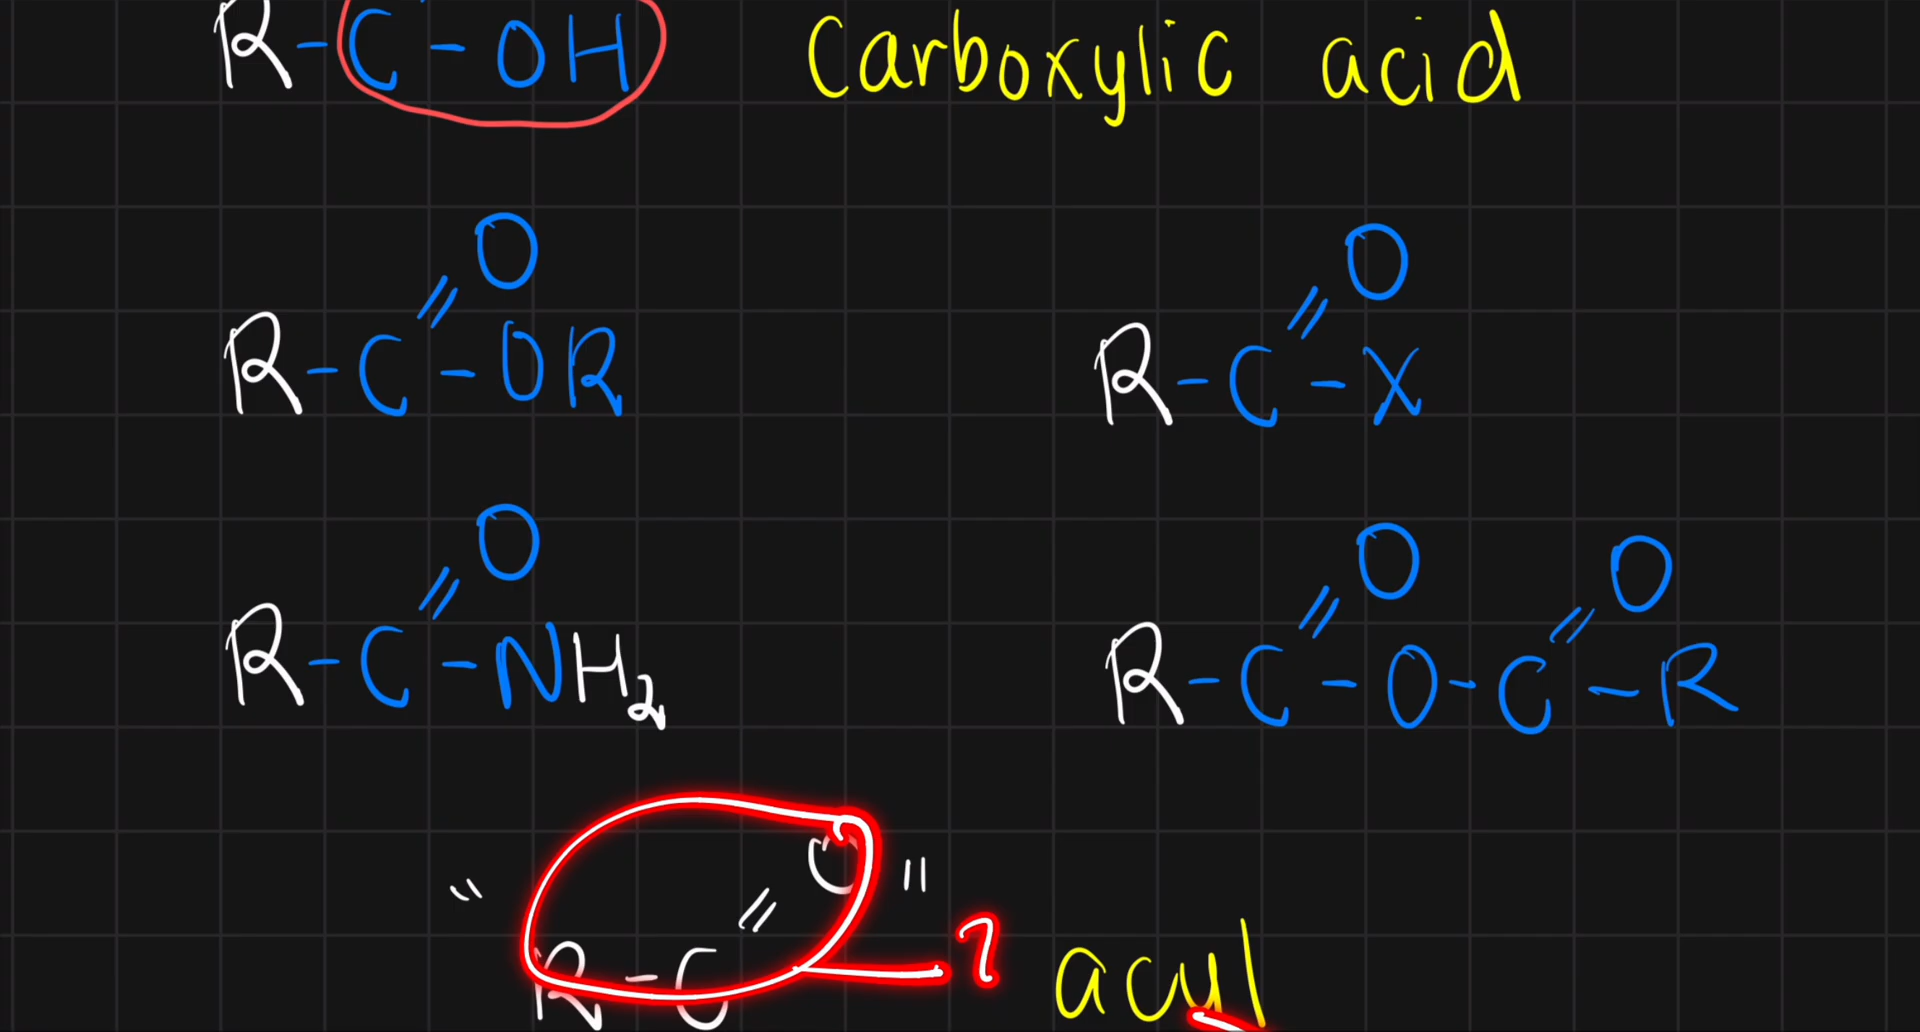 R-C-OH Carboxylic acid
O O
R-C-OR R-C-X
O O O
R-C-NH2 R-C-O-C-R
" O "
R-C ? acyl